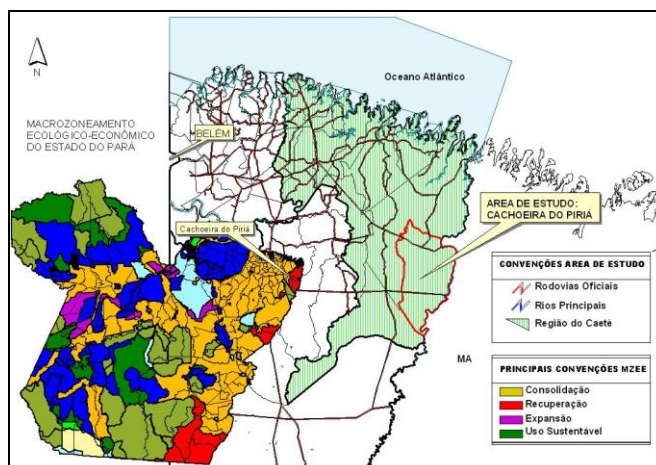 N
Oceano Atlântico
MACROZONEAMENTO
ECOLÓGICO-ECONÔMICO
DO ESTADO DO PARÁ
BELÉM
Cachoeira do Piriá
AREA DE ESTUDO:
CACHOEIRA DO PIRIÁ
CONVENÇÕES AREA DE ESTUDO
Rodovias Oficiais
Rios Principais
Região do Caeté
MA
PRINCIPAIS CONVENÇÕES MZEE
Consolidação
Recuperação
Expansão
Uso Sustentável